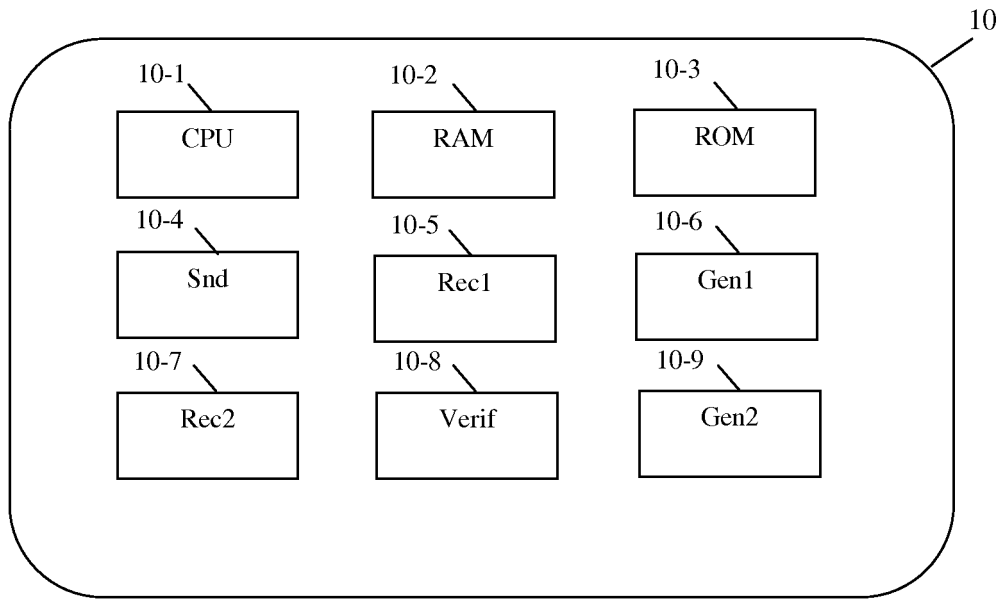 10
10-1 10-2 10-3
CPU RAM ROM
10-4 10-5 10-6
Snd Rec1 Gen1
10-7 10-8 10-9
Rec2 Verif Gen2